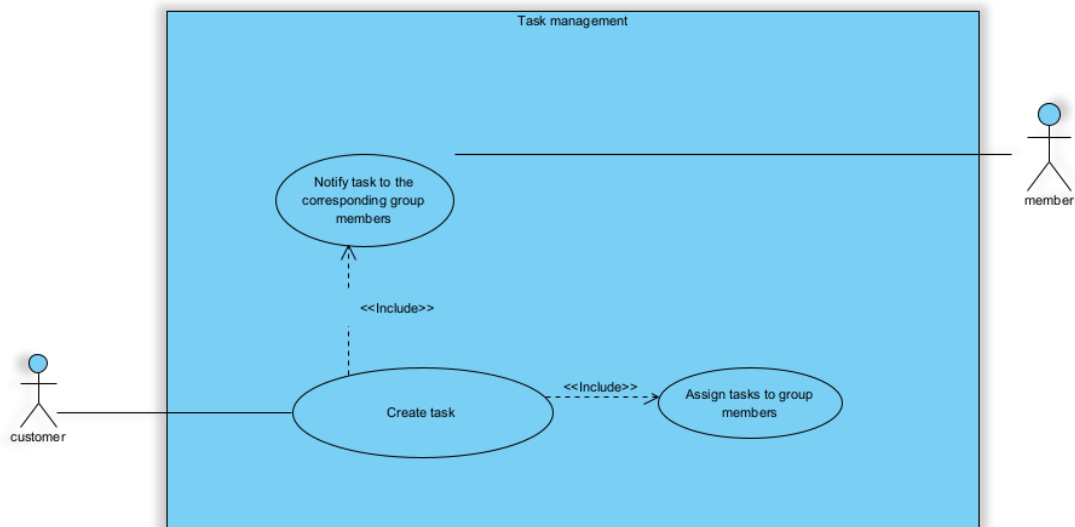 Task management
Notify task to the
corresponding group
members
member
<<Include>>
<<Include>>
Create task
Assign tasks to group
members
customer